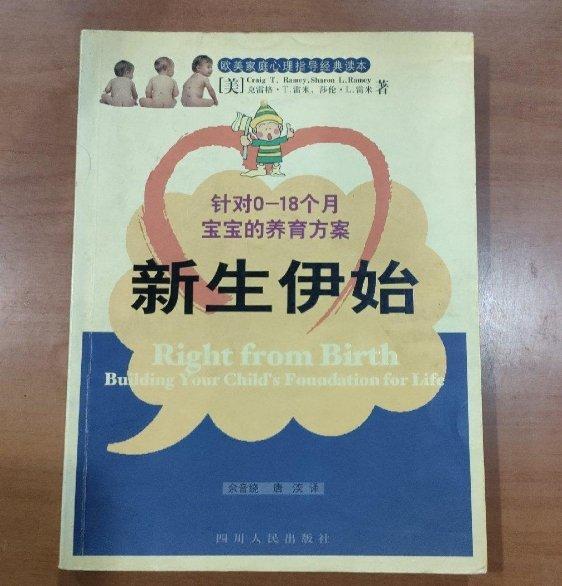 欧美家庭心理指导经典读本
[美] Craig T. Ramey, Sharon L. Ramey
克雷格·T.雷米, 莎伦·L.雷米 著
针对0-18个月
宝宝的养育方案
新生伊始
Right from Birth
Building Your Child's Foundation for Life
唐 译
四川人民出版社